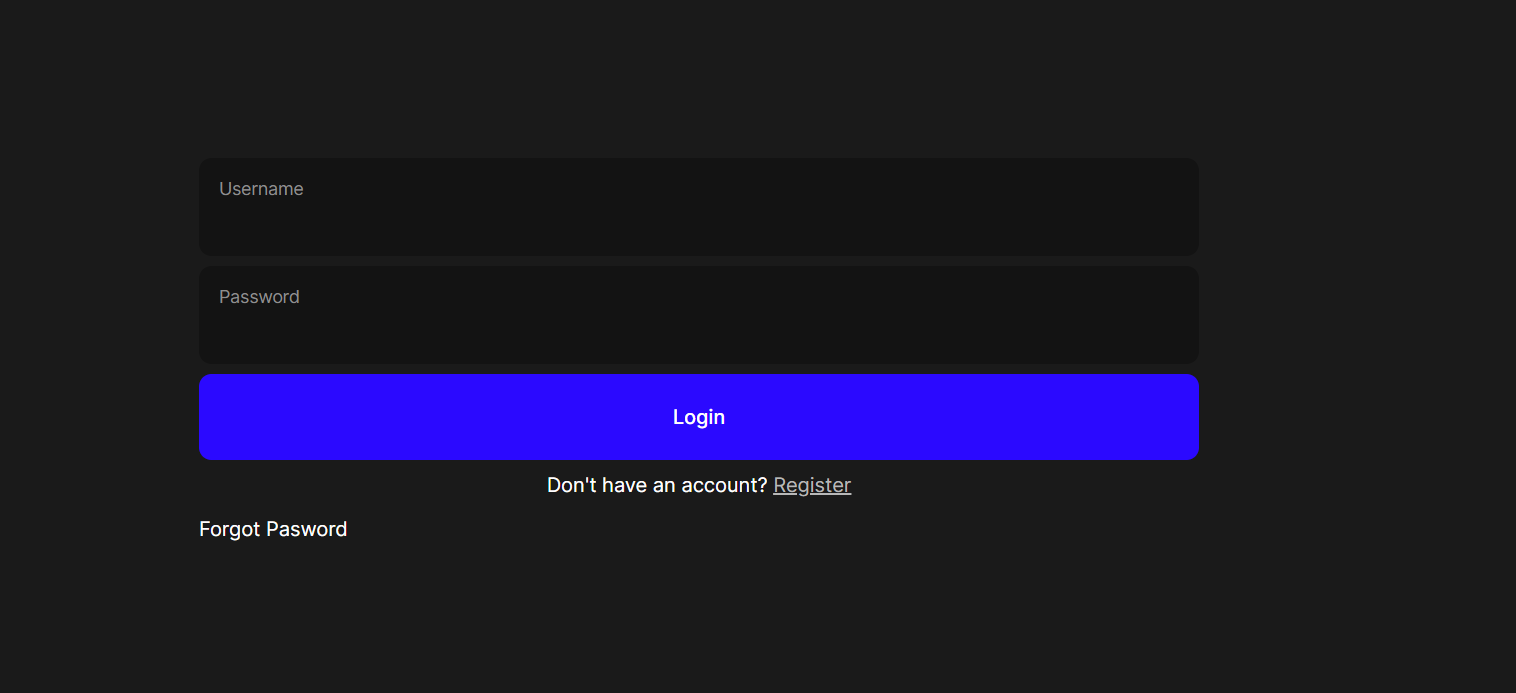 Username
Password
Login
Don't have an account? Register
Forgot Pasword